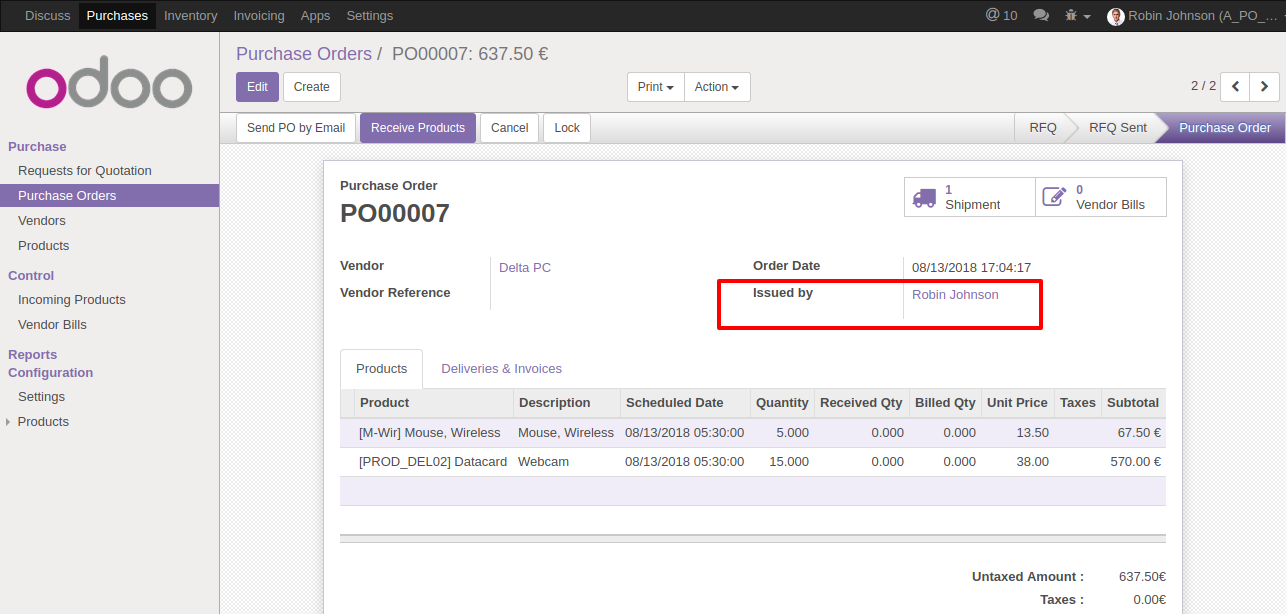 Discuss Purchases Inventory Invoicing Apps Settings @ 10 Robin Johnson (A_PO_...
odoo
Purchase Orders / PO00007: 637.50 €
Edit Create Print Action 2 / 2
Send PO by Email Receive Products Cancel Lock RFQ RFQ Sent Purchase Order
Purchase
Requests for Quotation
Purchase Orders
Vendors
Products
Control
Incoming Products
Vendor Bills
Reports
Configuration
Settings
Products
Purchase Order
PO00007
1
Shipment
0
Vendor Bills
Vendor Delta PC Order Date 08/13/2018 17:04:17
Vendor Reference Issued by Robin Johnson
Products Deliveries & Invoices
Product Description Scheduled Date Quantity Received Qty Billed Qty Unit Price Taxes Subtotal
[M-Wir] Mouse, Wireless Mouse, Wireless 08/13/2018 05:30:00 5.000 0.000 0.000 13.50 67.50 €
[PROD_DEL02] Datacard Webcam 08/13/2018 05:30:00 15.000 0.000 0.000 38.00 570.00 €
Untaxed Amount : 637.50€
Taxes : 0.00€